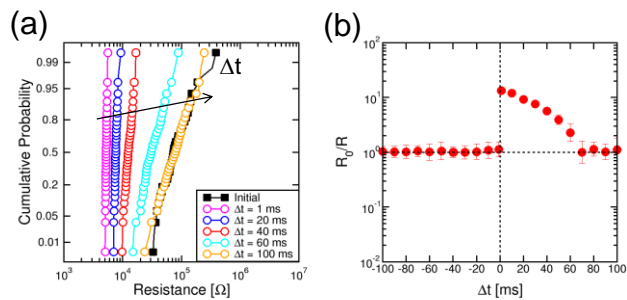 (a)
Δt
0.99
0.95
0.8
0.5
0.2
0.05
0.01
Cumulative Probability
Initial
Δt = 1 ms
Δt = 20 ms
Δt = 40 ms
Δt = 60 ms
Δt = 100 ms
10³ 10⁴ 10⁵ 10⁶ 10⁷
Resistance [Ω]
(b)
10²
10¹
10⁰
10⁻¹
10⁻²
R₀/R
-100 -80 -60 -40 -20 0 20 40 60 80 100
Δt [ms]